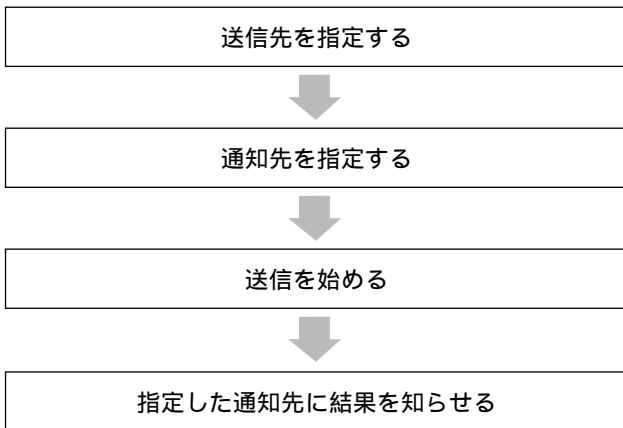 送信先を指定する
通知先を指定する
送信を始める
指定した通知先に結果を知らせる